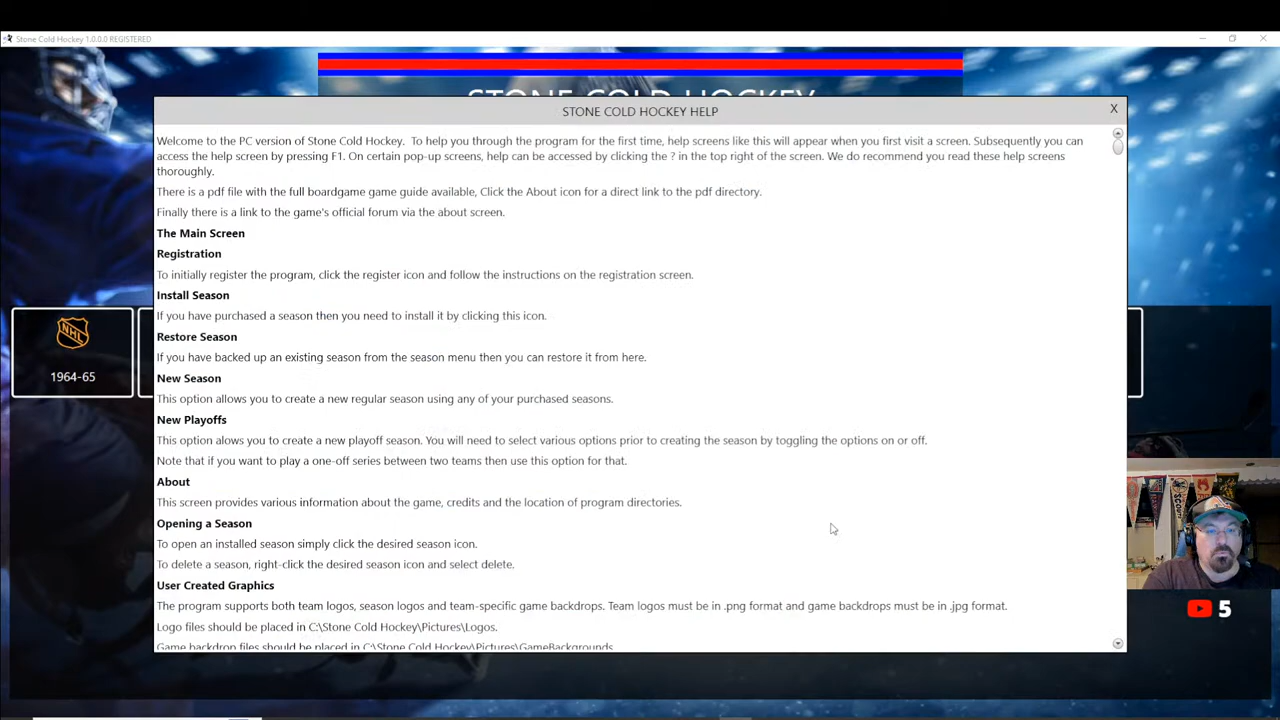 Stone Cold Hockey 1.0.0.0 REGISTERED
STONE COLD HOCKEY
STONE COLD HOCKEY HELP
X
Welcome to the PC version of Stone Cold Hockey. To help you through the program for the first time, help screens like this will appear when you first visit a screen. Subsequently you can
access the help screen by pressing F1. On certain pop-up screens, help can be accessed by clicking the ? in the top right of the screen. We do recommend you read these help screens
thoroughly.
There is a pdf file with the full boardgame game guide available, Click the About icon for a direct link to the pdf directory.
Finally there is a link to the game's official forum via the about screen.
The Main Screen
Registration
To initially register the program, click the register icon and follow the instructions on the registration screen.
Install Season
If you have purchased a season then you need to install it by clicking this icon.
Restore Season
If you have backed up an existing season from the season menu then you can restore it from here.
New Season
This option allows you to create a new regular season using any of your purchased seasons.
New Playoffs
This option alows you to create a new playoff season. You will need to select various options prior to creating the season by toggling the options on or off.
Note that if you want to play a one-off series between two teams then use this option for that.
About
This screen provides various information about the game, credits and the location of program directories.
Opening a Season
To open an installed season simply click the desired season icon.
To delete a season, right-click the desired season icon and select delete.
User Created Graphics
The program supports both team logos, season logos and team-specific game backdrops. Team logos must be in .png format and game backdrops must be in .jpg format.
Logo files should be placed in C:\Stone Cold Hockey\Pictures\Logos.
Game backdrop files should be placed in C:\Stone Cold Hockey\Pictures\GameBackgrounds
NHL
1964-65
5